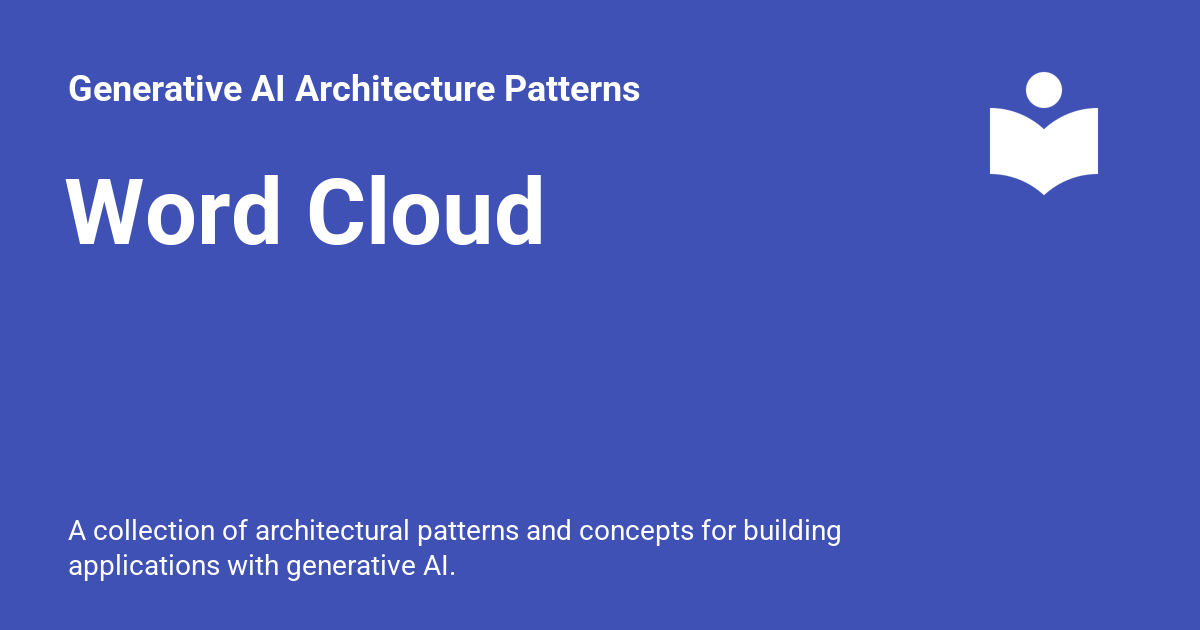 Generative AI Architecture Patterns
Word Cloud
A collection of architectural patterns and concepts for building
applications with generative AI.